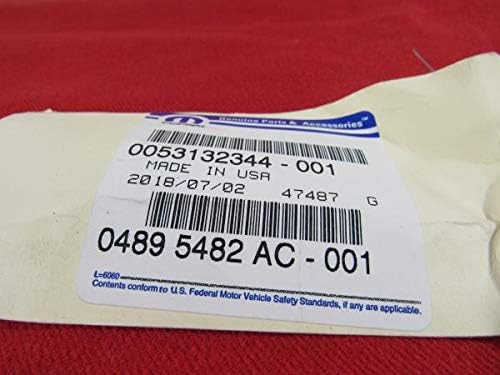 Genuine Parts & Accessories™
0053132344 - 001
MADE IN USA
2018/07/02 47487 G
0489 5482 AC - 001
L=6080
Contents conform to U.S. Federal Motor Vehicle Safety Standards, if any are applicable.